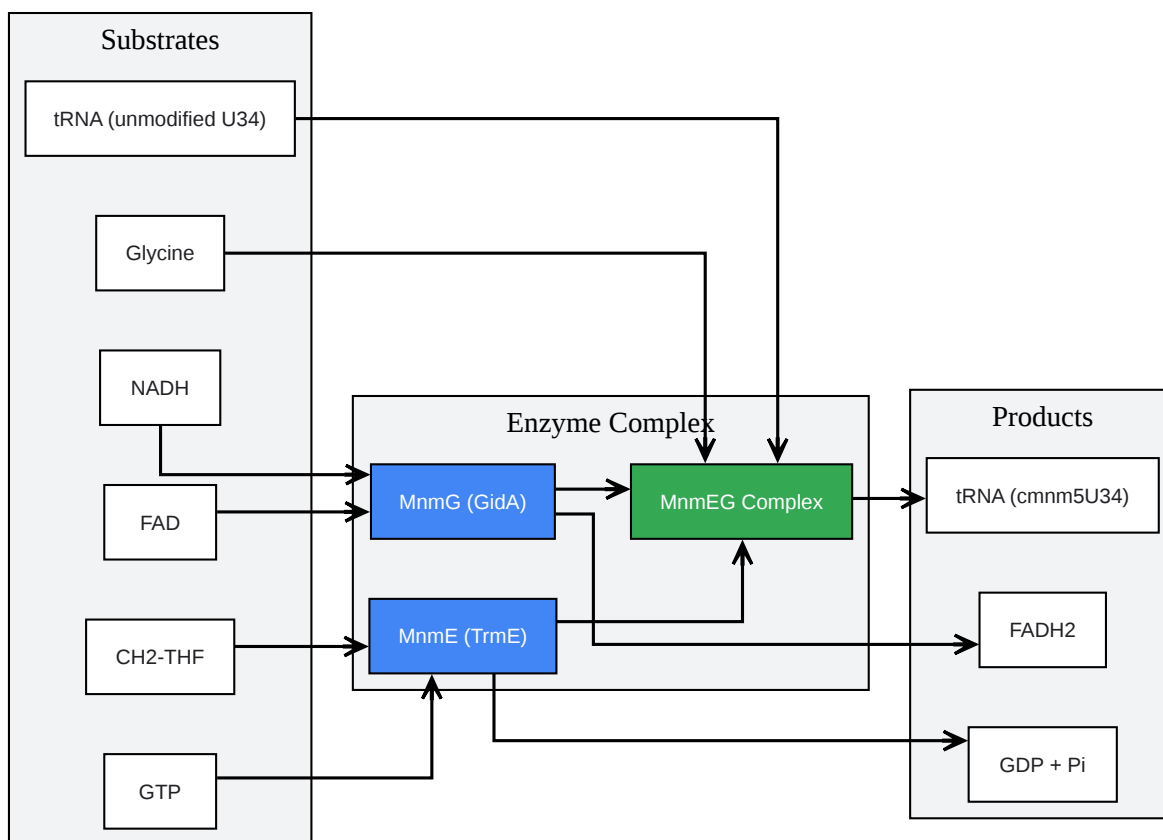 Substrates
tRNA (unmodified U34)
Glycine
NADH
FAD
CH2-THF
GTP
Enzyme Complex
MnmG (GidA)
MnmEG Complex
MnmE (TrmE)
Products
tRNA (cmnm5U34)
FADH2
GDP + Pi